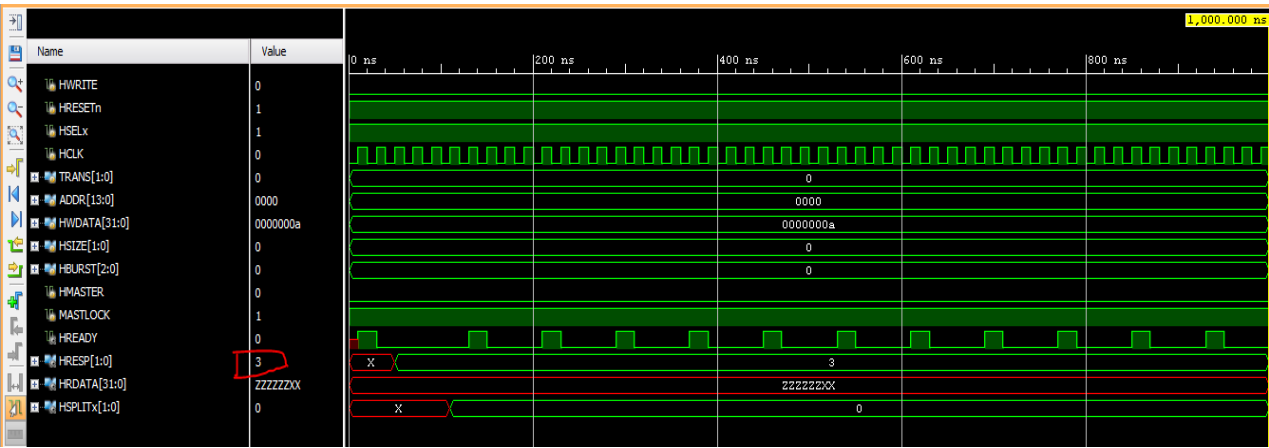 1,000.000 ns
Name Value
0 ns 200 ns 400 ns 600 ns 800 ns
HWRITE 0
HRESETn 1
HSELx 1
HCLK 0
TRANS[1:0] 0 0
ADDR[13:0] 0000 0000
HWDATA[31:0] 0000000a 0000000a
HSIZE[1:0] 0 0
HBURST[2:0] 0 0
HMASTER 0
MASTLOCK 1
HREADY 0
HRESP[1:0] 3 X 3
HRDATA[31:0] ZZZZZZXX ZZZZZZXX
HSPLITx[1:0] 0 X 0